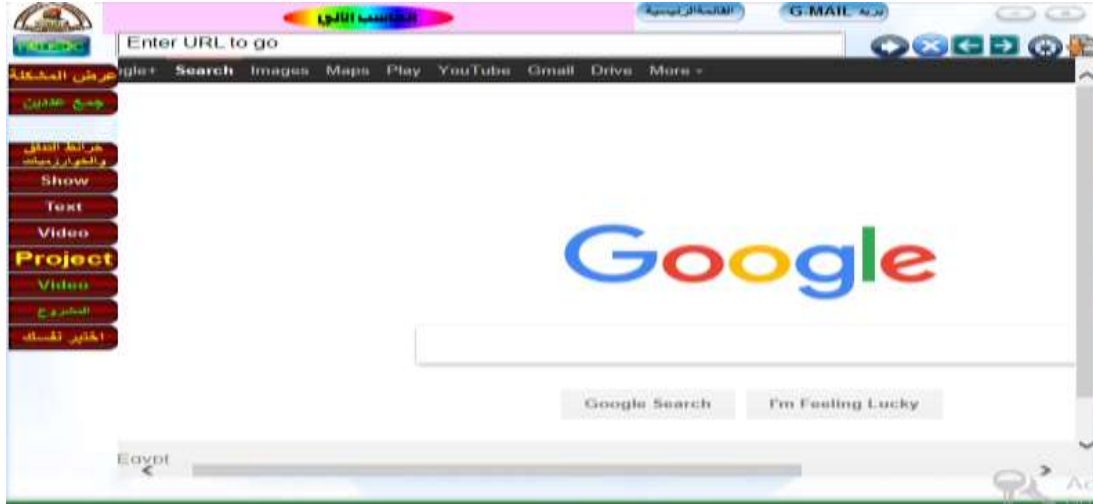 الحاسب الآلي
القائمة الرئيسية
بريد G-MAIL
Enter URL to go
gle+ Search Images Maps Play YouTube Gmail Drive More
عرض المشكلة
جمع عددين
خرائط التدفق
والخوارزميات
Show
Text
Video
Project
Video
المشروع
اختبر نفسك
Google
Google Search I'm Feeling Lucky
Egypt